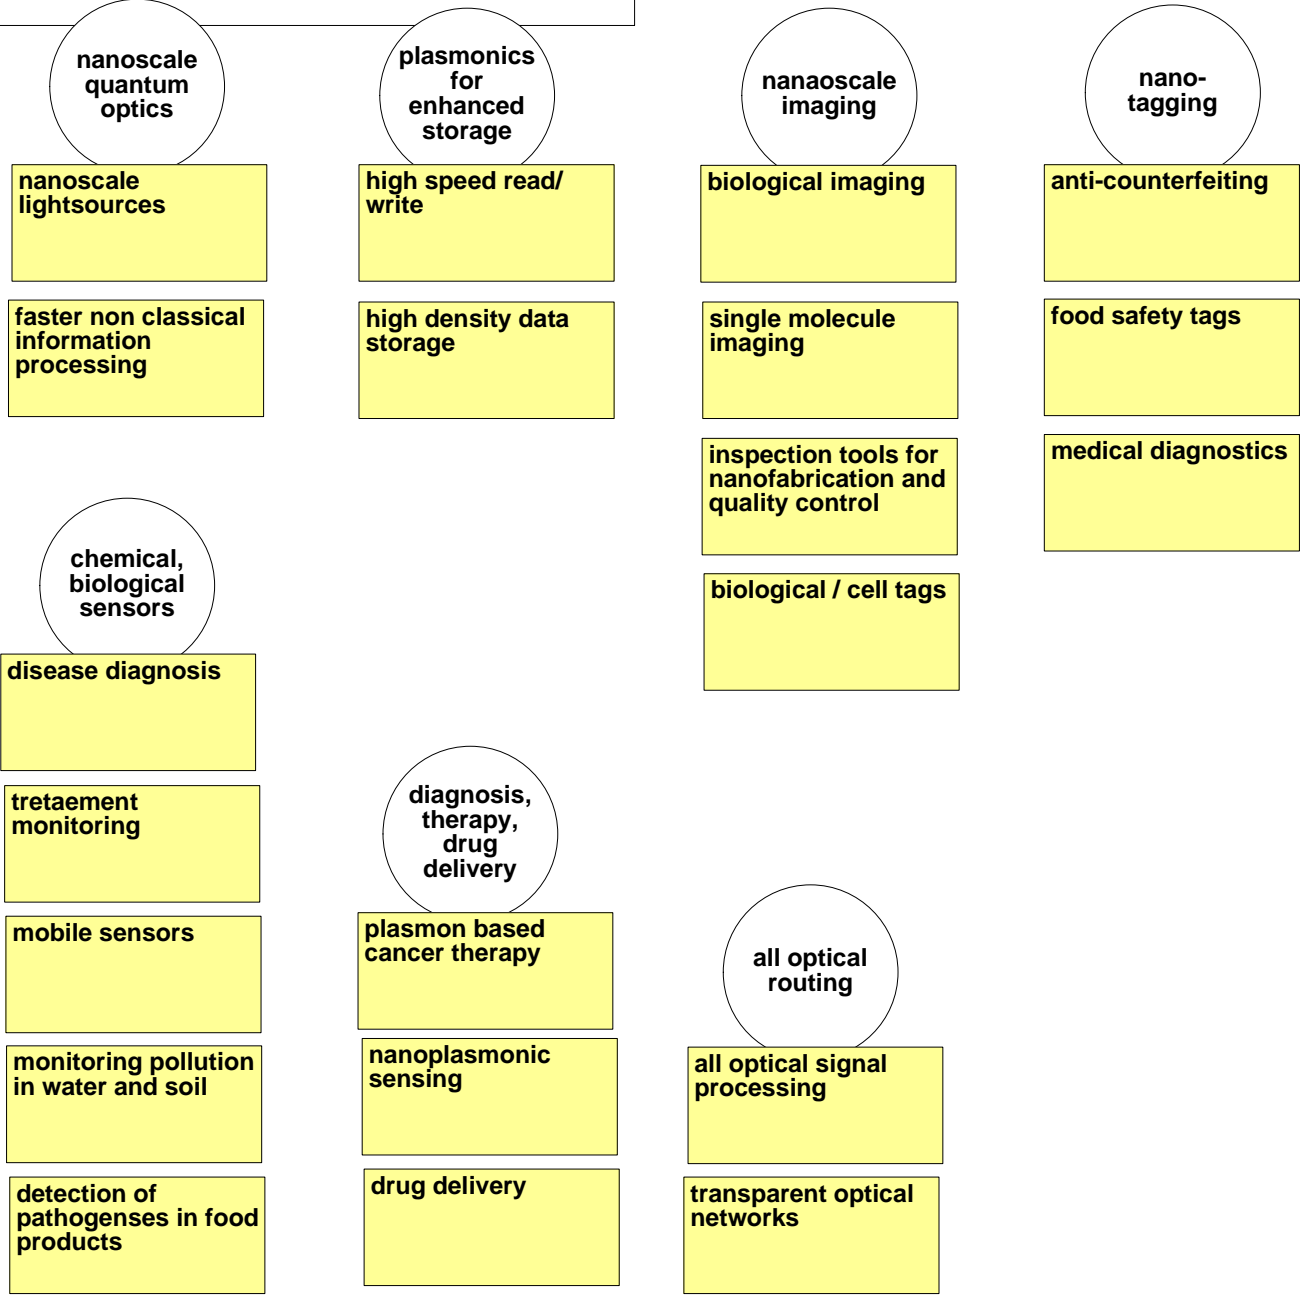 nanoscale
quantum
optics
nanoscale
lightsources
faster non classical
information
processing
plasmonics
for
enhanced
storage
high speed read/
write
high density data
storage
nanaoscale
imaging
biological imaging
single molecule
imaging
inspection tools for
nanofabrication and
quality control
biological / cell tags
nano-
tagging
anti-counterfeiting
food safety tags
medical diagnostics
chemical,
biological
sensors
disease diagnosis
tretaement
monitoring
mobile sensors
monitoring pollution
in water and soil
detection of
pathogenses in food
products
diagnosis,
therapy,
drug
delivery
plasmon based
cancer therapy
nanoplasmonic
sensing
drug delivery
all optical
routing
all optical signal
processing
transparent optical
networks